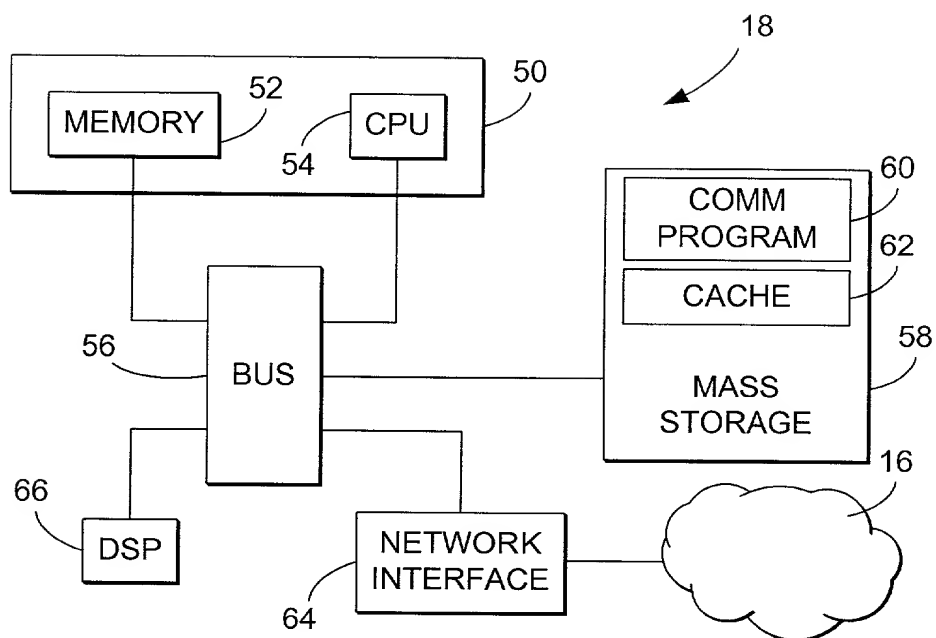 18
50
52
MEMORY
CPU
54
60
COMM
PROGRAM
62
CACHE
56
BUS
58
MASS
STORAGE
16
66
DSP
NETWORK
INTERFACE
64